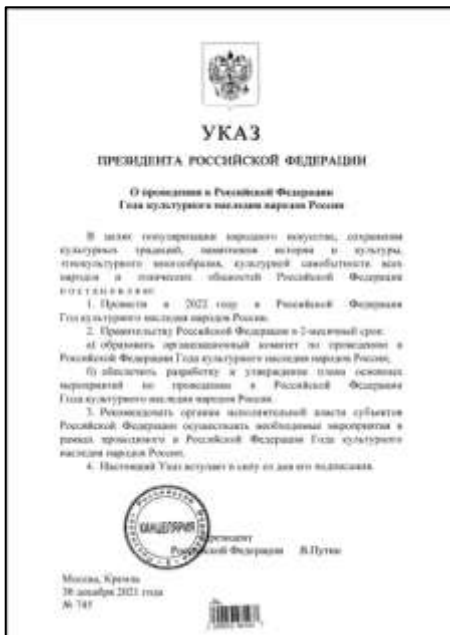 УКАЗ
ПРЕЗИДЕНТА РОССИЙСКОЙ ФЕДЕРАЦИИ
О проведении в Российской Федерации
Года культурного наследия народов России
В целях популяризации народного искусства, сохранения
культурных традиций, памятников истории и культуры,
этнокультурного многообразия, культурной самобытности всех
народов и этнических общностей Российской Федерации
п о с т а н о в л я ю:
1. Провести в 2022 году в Российской Федерации
Год культурного наследия народов России.
2. Правительству Российской Федерации в 2-месячный срок:
а) образовать организационный комитет по проведению в
Российской Федерации Года культурного наследия народов России;
б) обеспечить разработку и утверждение плана основных
мероприятий по проведению в Российской Федерации
Года культурного наследия народов России.
3. Рекомендовать органам исполнительной власти субъектов
Российской Федерации осуществлять необходимые мероприятия в
рамках проводимого в Российской Федерации Года культурного
наследия народов России.
4. Настоящий Указ вступает в силу со дня его подписания.
КАНЦЕЛЯРИЯ
Президент
Российской Федерации В.Путин
Москва, Кремль
30 декабря 2021 года
№ 745